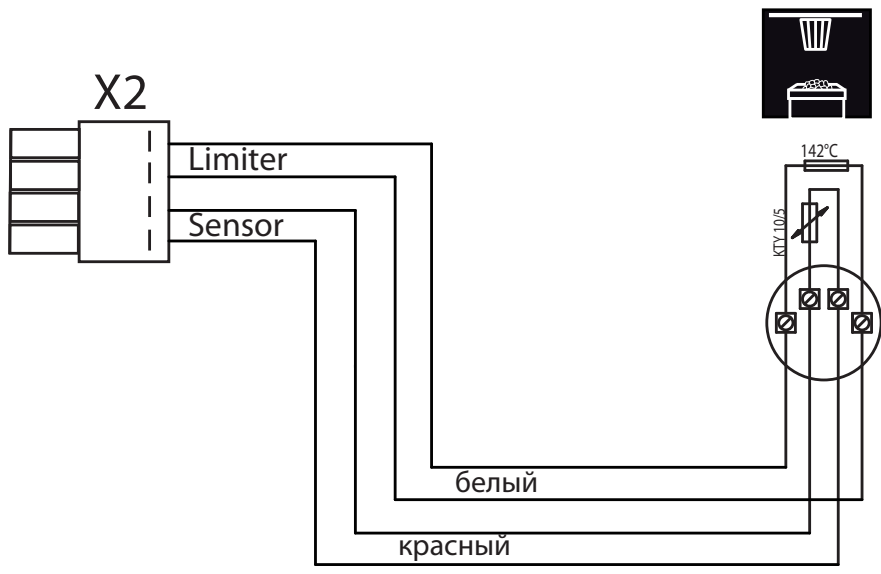 X2
Limiter
Sensor
142°C
KTY 10/5
белый
красный